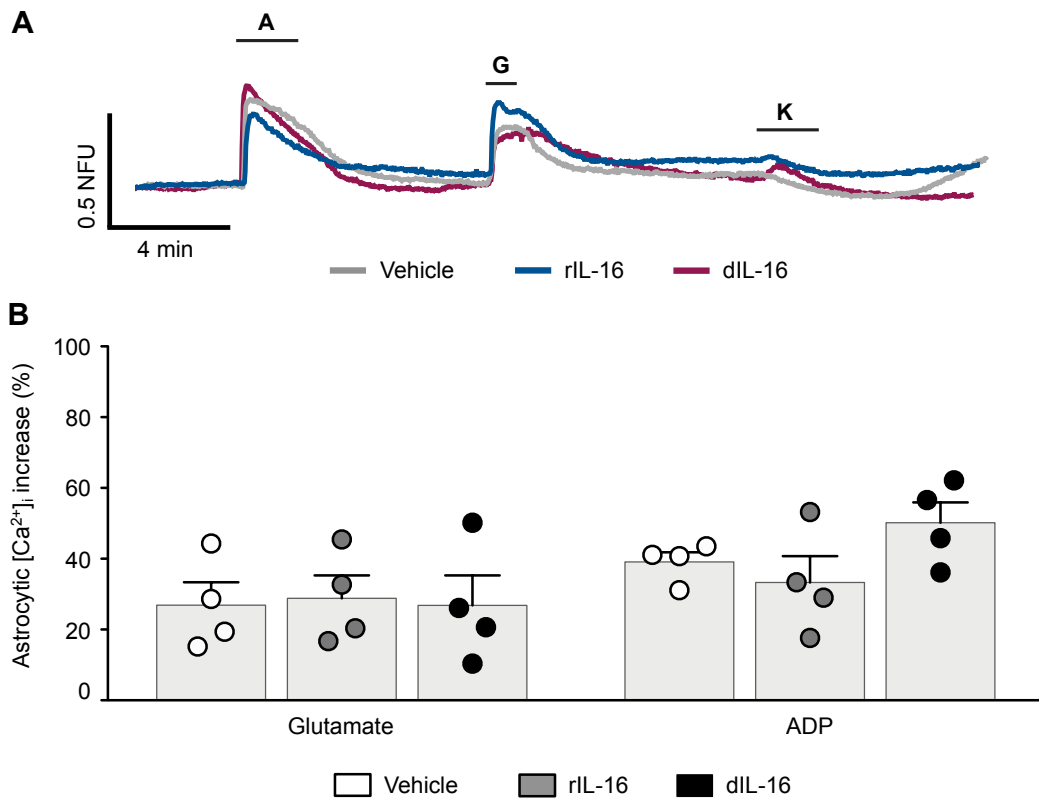 A
A
G
K
0.5 NFU
4 min
Vehicle rIL-16 dIL-16
B
Astrocytic [Ca²⁺]ᵢ increase (%)
100
80
60
40
20
0
Glutamate ADP
Vehicle rIL-16 dIL-16